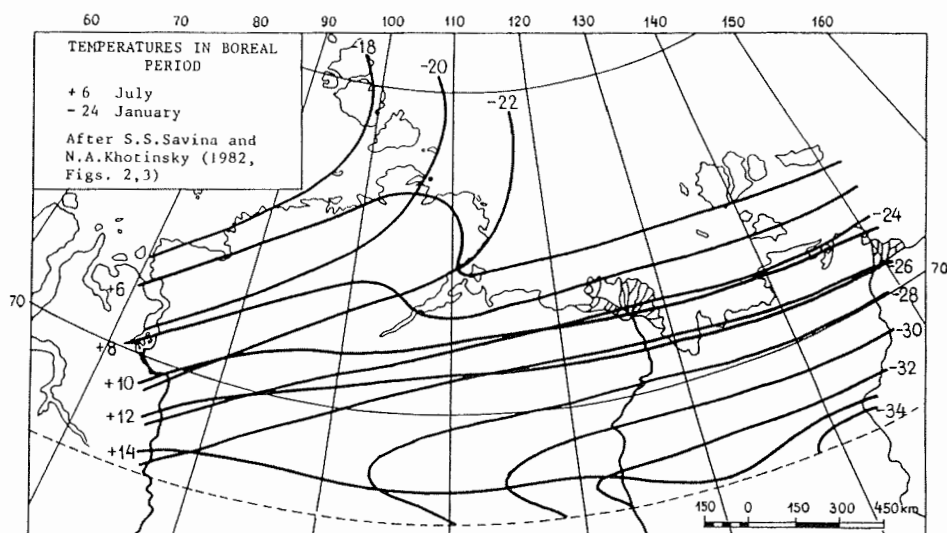 60 70 80 90 100 110 120 130 140 150 160
TEMPERATURES IN BOREAL
PERIOD
+6 July
- 24 January
After S.S.Savina and
N.A.Khotinsky (1982,
Figs. 2,3)
-18
-20
-22
-24
-26
70
-28
-30
-32
-34
70
+6
+8
+10
+12
+14
150 0 150 300 450 km